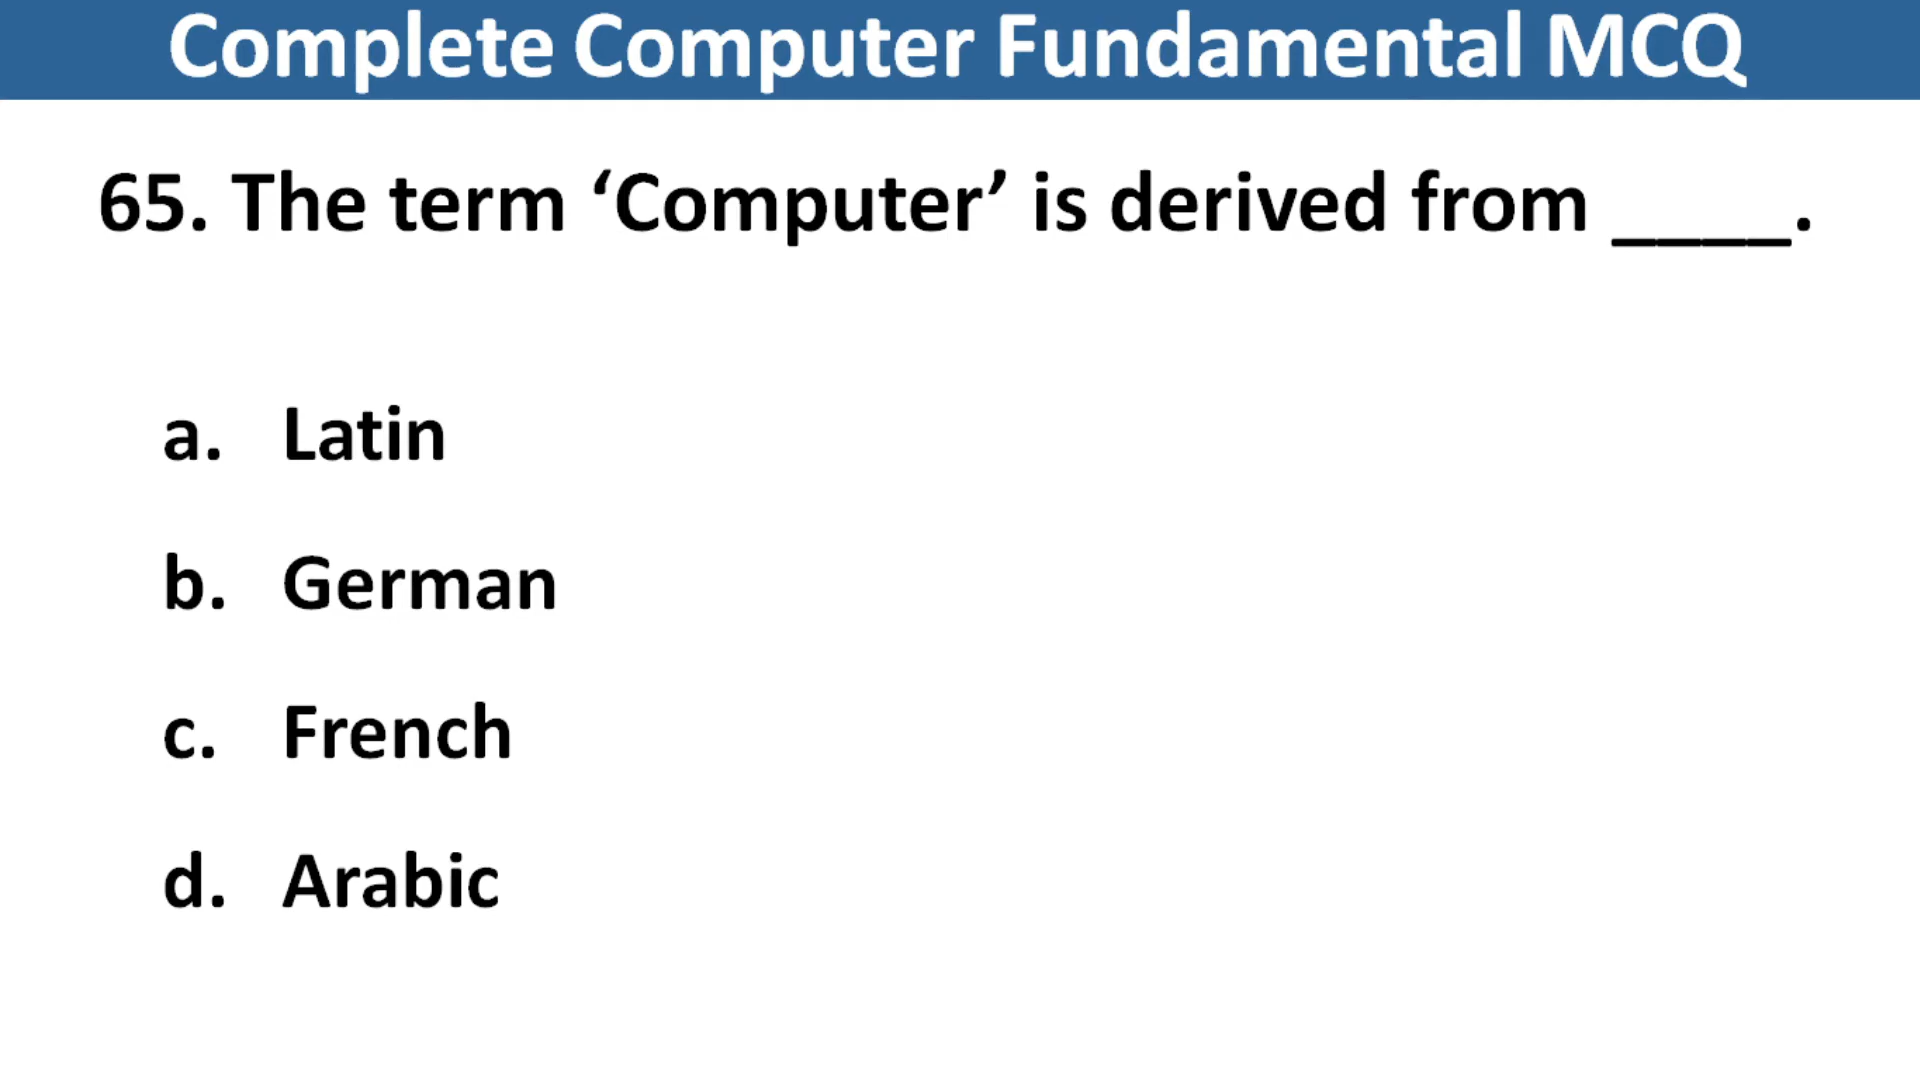 Complete Computer Fundamental MCQ
65. The term ‘Computer’ is derived from ____.
a. Latin
b. German
c. French
d. Arabic